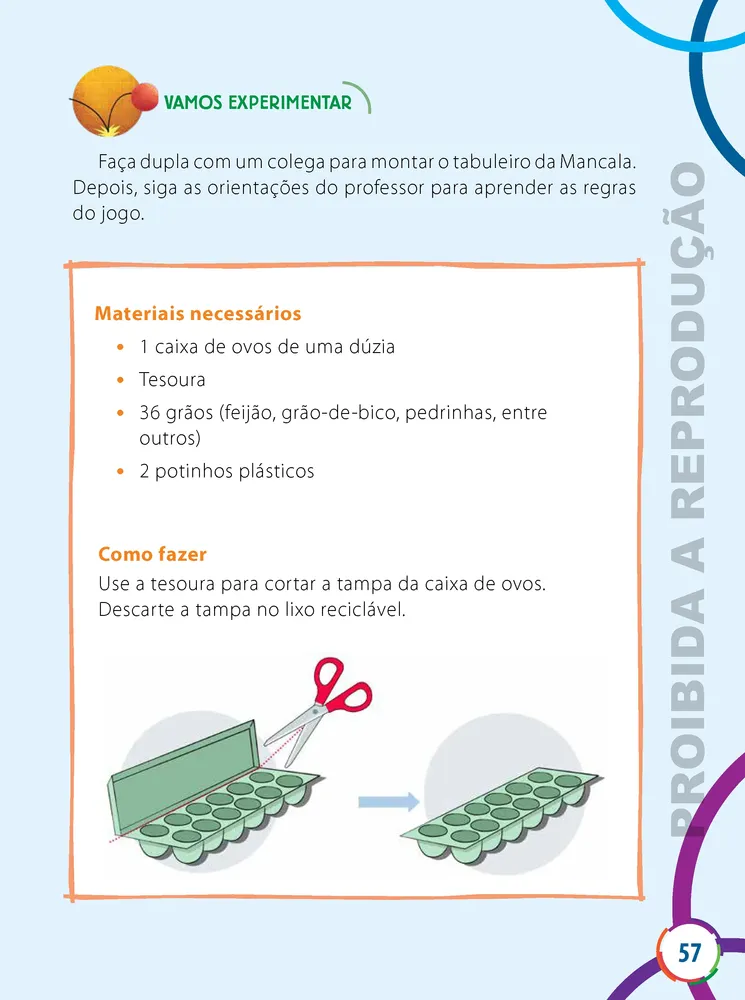 VAMOS EXPERIMENTAR
Faça dupla com um colega para montar o tabuleiro da Mancala.
Depois, siga as orientações do professor para aprender as regras
do jogo.
Materiais necessários
• 1 caixa de ovos de uma dúzia
• Tesoura
• 36 grãos (feijão, grão-de-bico, pedrinhas, entre
outros)
• 2 potinhos plásticos
Como fazer
Use a tesoura para cortar a tampa da caixa de ovos.
Descarte a tampa no lixo reciclável.
PROIBIDA A REPRODUÇÃO
57